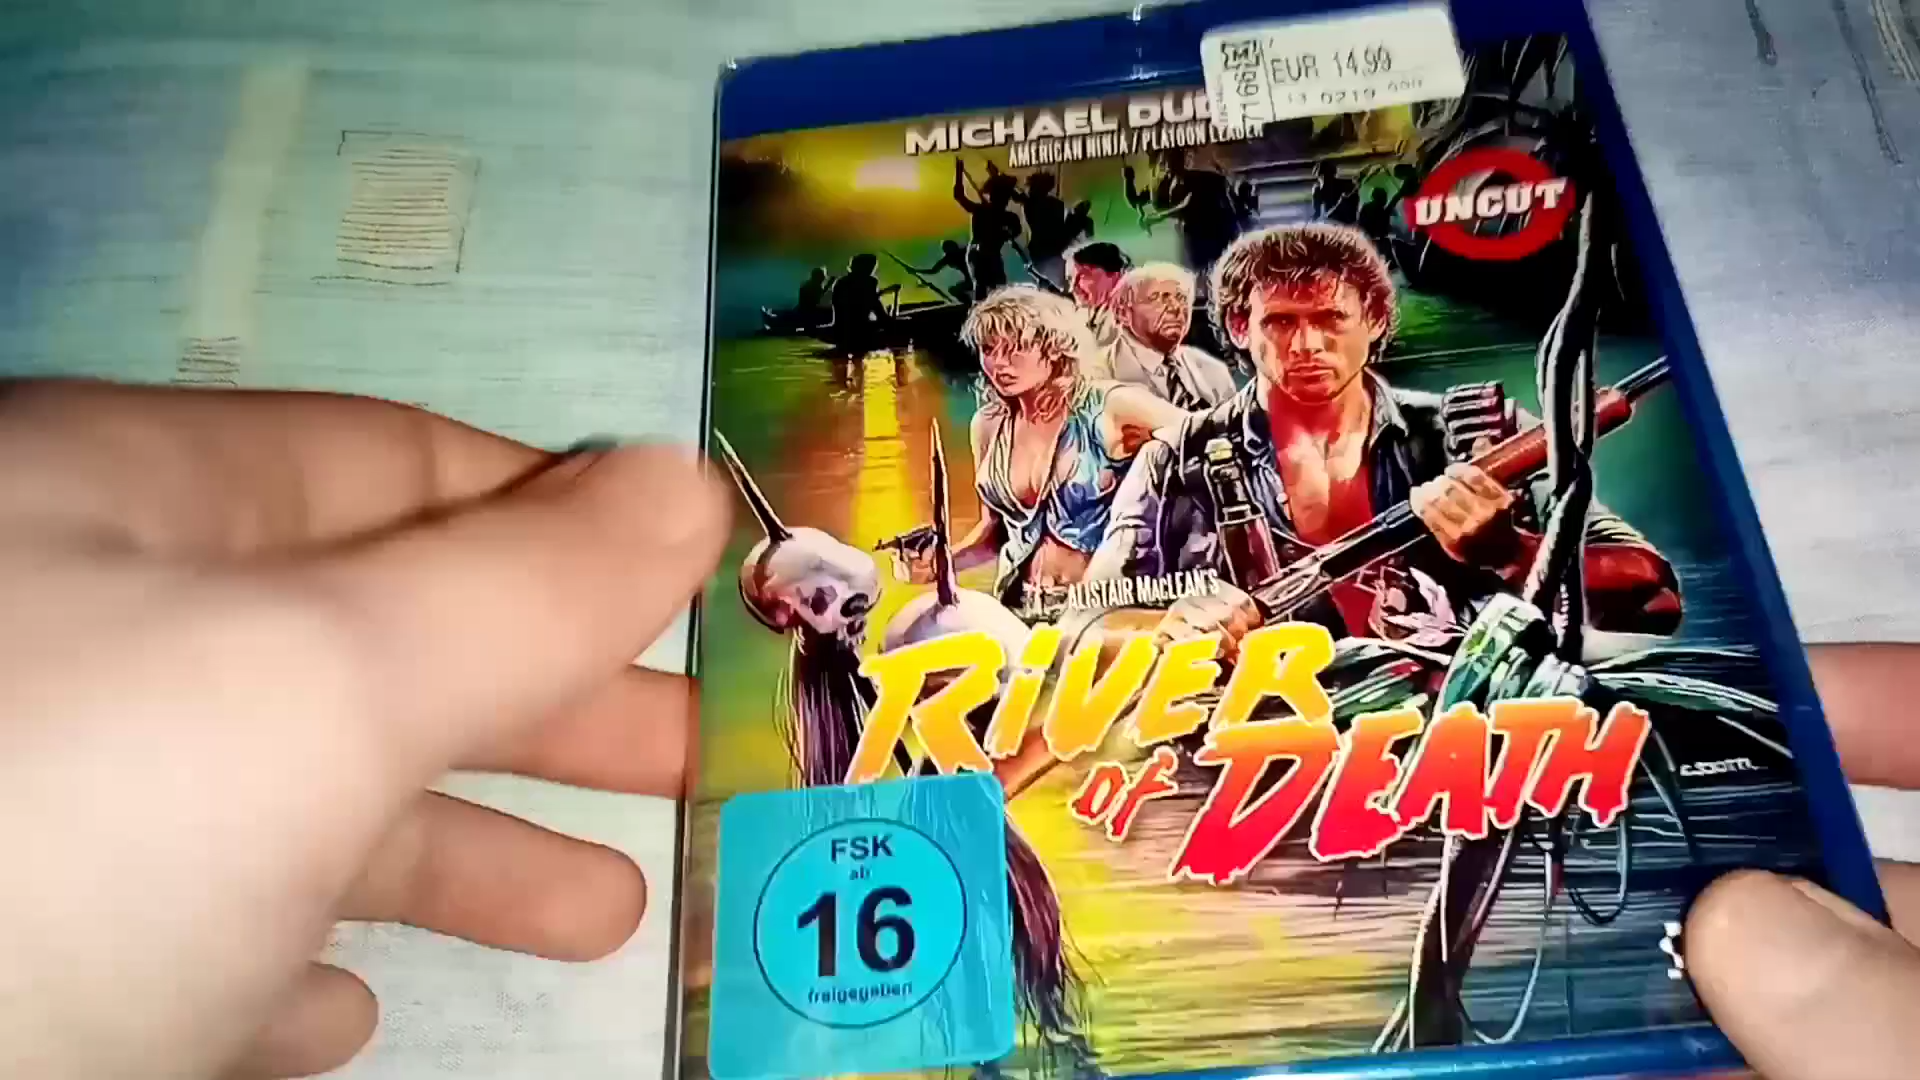 EUR 14,99
MICHAEL DU
AMERICAN NINJA / PLATOON LEADER
UNCUT
ALISTAIR MACLEAN'S
RIVER
OF DEATH
FSK
ab
16
freigegeben